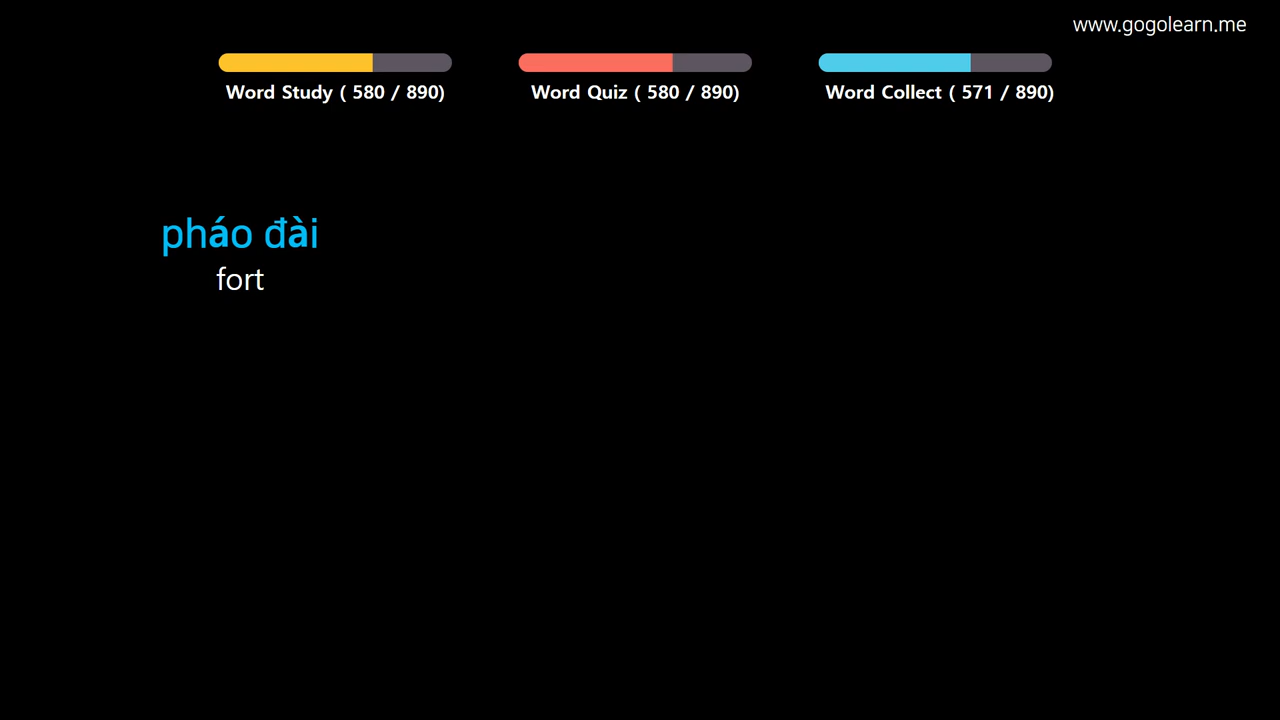 www.gogolearn.me
Word Study ( 580 / 890)
Word Quiz ( 580 / 890)
Word Collect ( 571 / 890)
pháo đài
fort